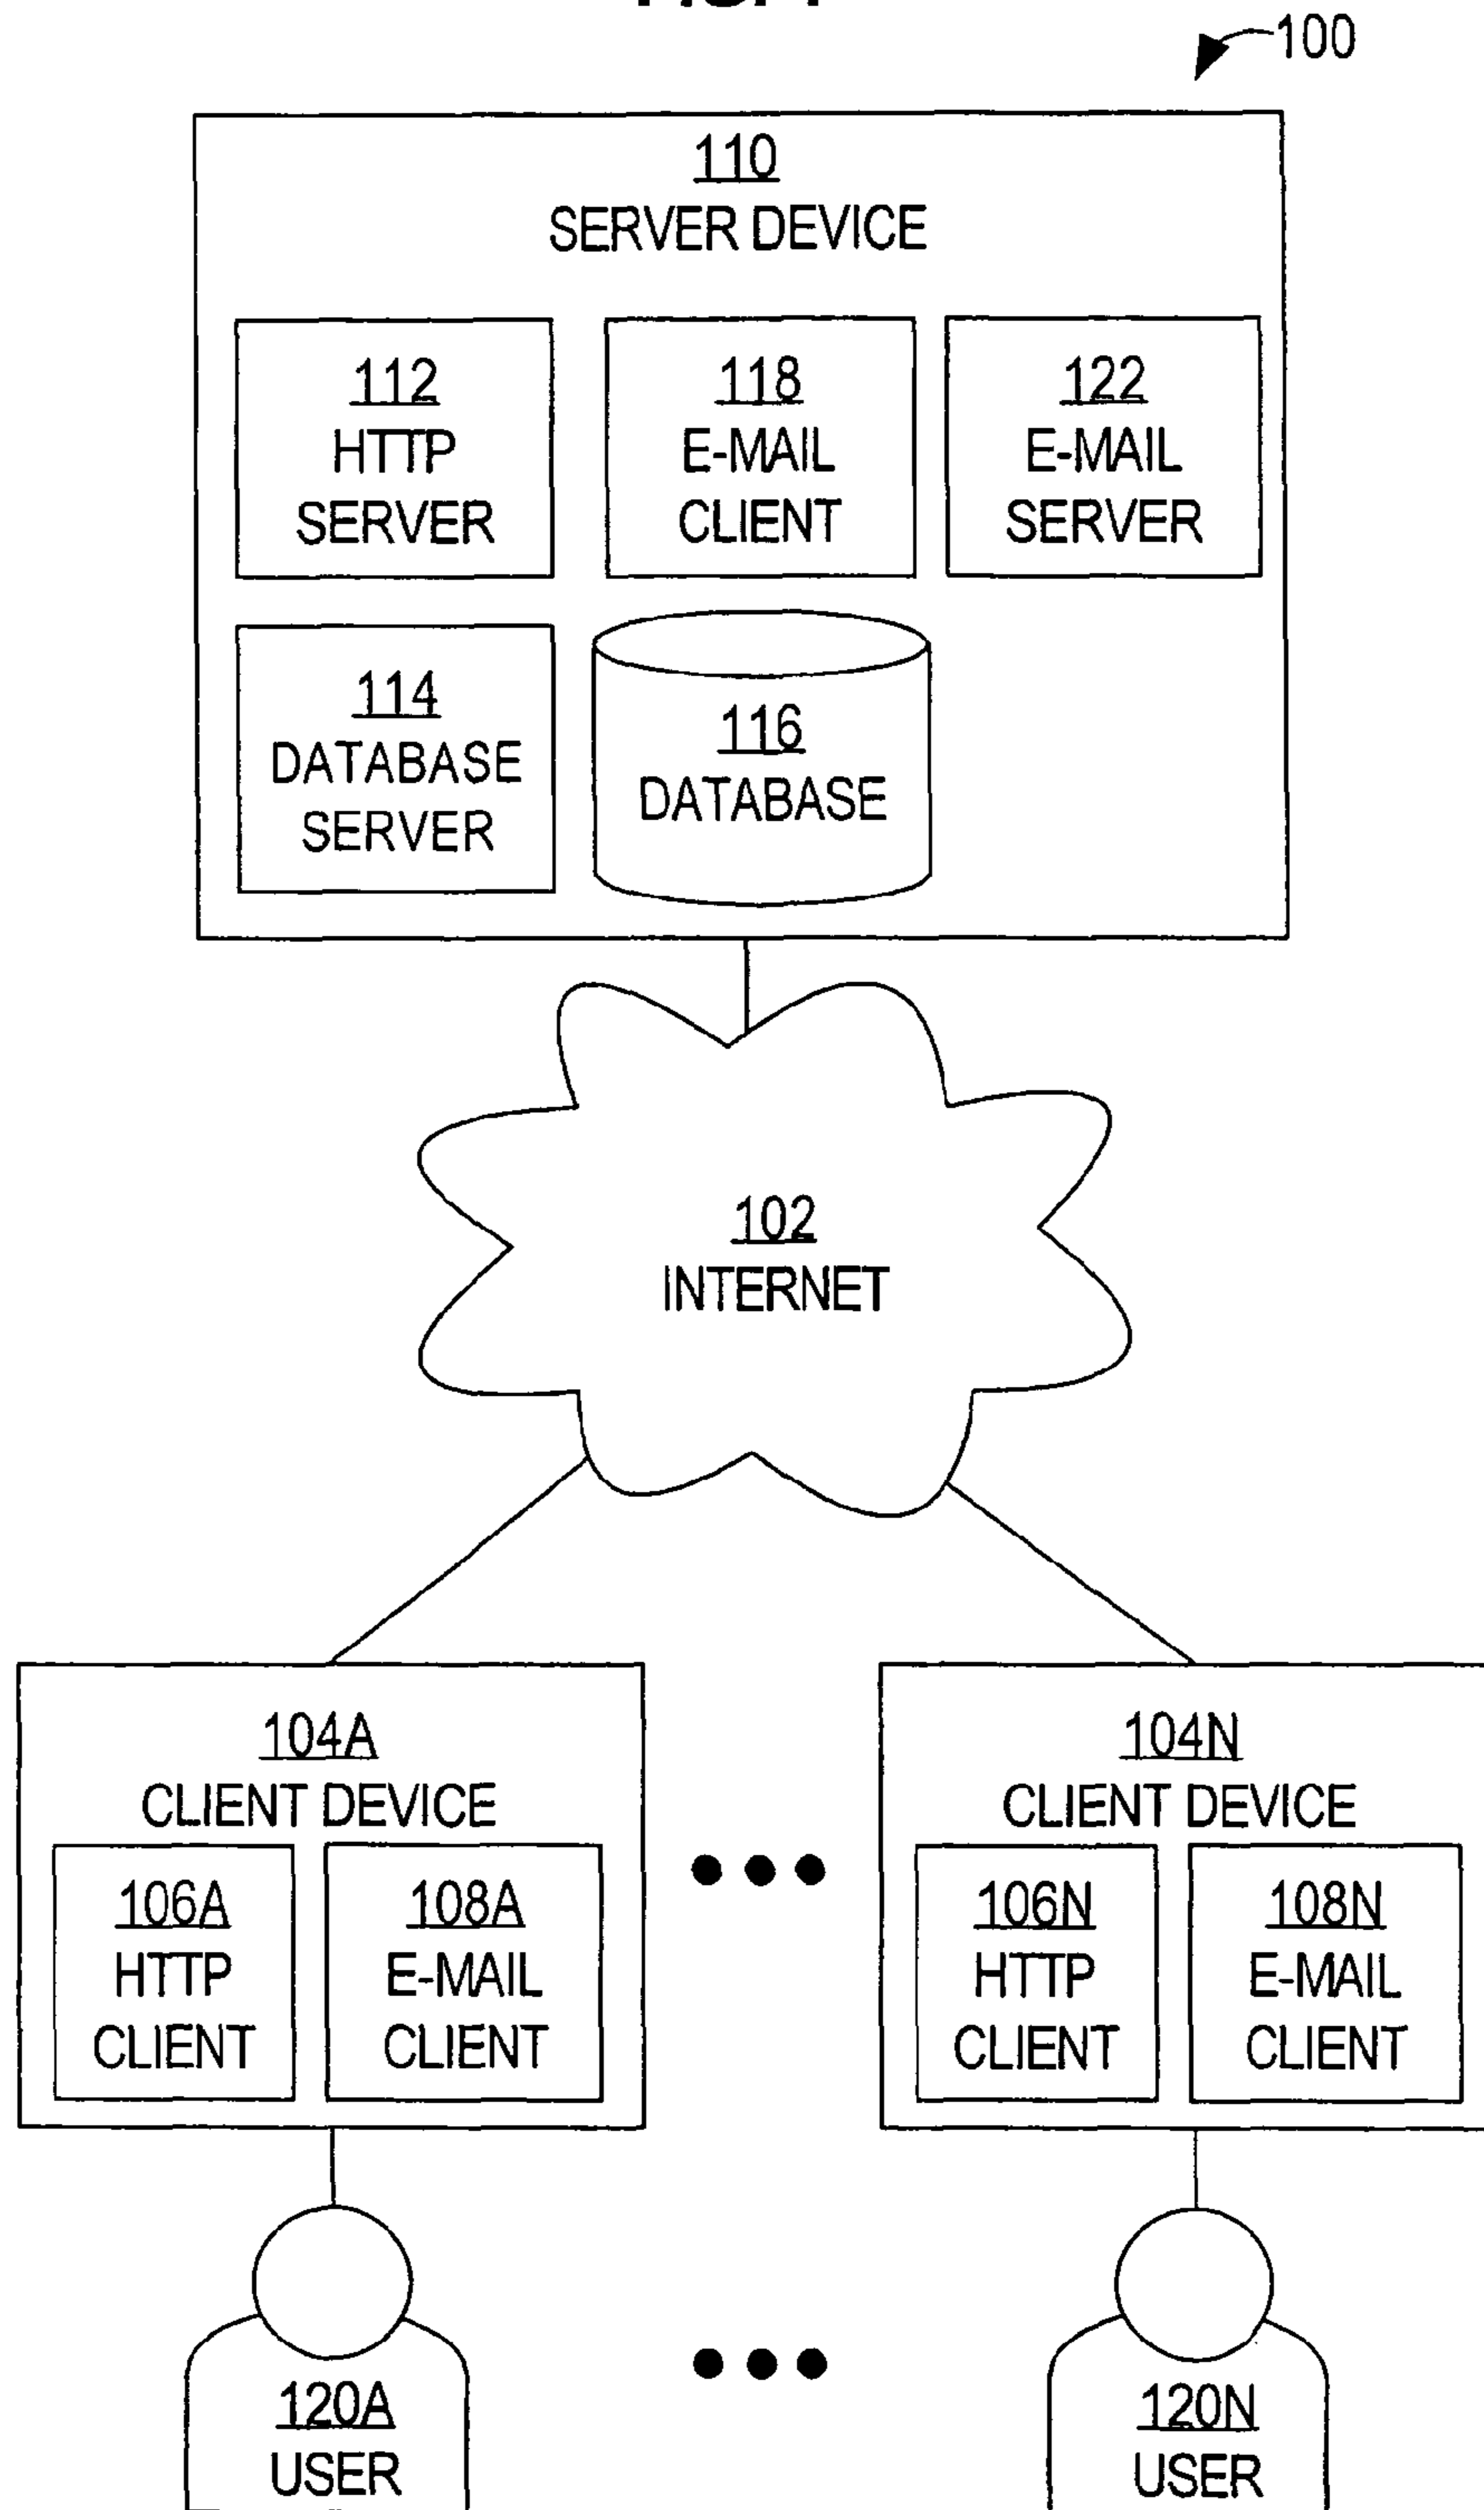 100
110
SERVER DEVICE
112
HTTP
SERVER
118
E-MAIL
CLIENT
122
E-MAIL
SERVER
114
DATABASE
SERVER
116
DATABASE
102
INTERNET
104A
CLIENT DEVICE
106A
HTTP
CLIENT
108A
E-MAIL
CLIENT
104N
CLIENT DEVICE
106N
HTTP
CLIENT
108N
E-MAIL
CLIENT
120A
USER
120N
USER